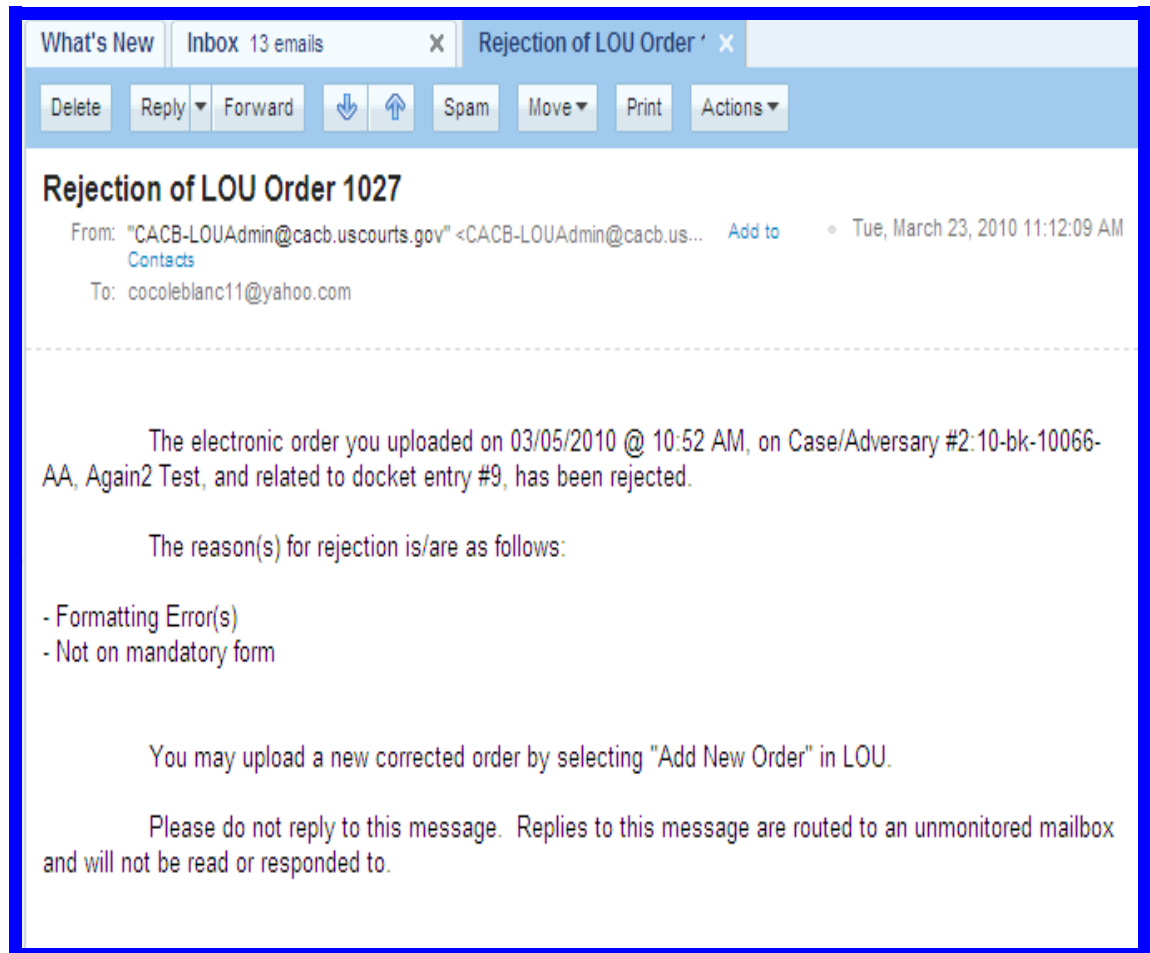 What's New Inbox 13 emails X Rejection of LOU Order ' X
Delete Reply Forward Spam Move Print Actions
Rejection of LOU Order 1027
From: "CACB-LOUAdmin@cacb.uscourts.gov" <CACB-LOUAdmin@cacb.us... Add to Tue, March 23, 2010 11:12:09 AM
Contacts
To: cocoleblanc11@yahoo.com
The electronic order you uploaded on 03/05/2010 @ 10:52 AM, on Case/Adversary #2:10-bk-10066-
AA, Again2 Test, and related to docket entry #9, has been rejected.
The reason(s) for rejection is/are as follows:
- Formatting Error(s)
- Not on mandatory form
You may upload a new corrected order by selecting "Add New Order" in LOU.
Please do not reply to this message.  Replies to this message are routed to an unmonitored mailbox
and will not be read or responded to.